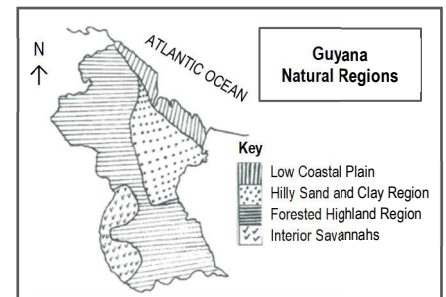 N
ATLANTIC OCEAN
Guyana
Natural Regions
Key
Low Coastal Plain
Hilly Sand and Clay Region
Forested Highland Region
Interior Savannahs